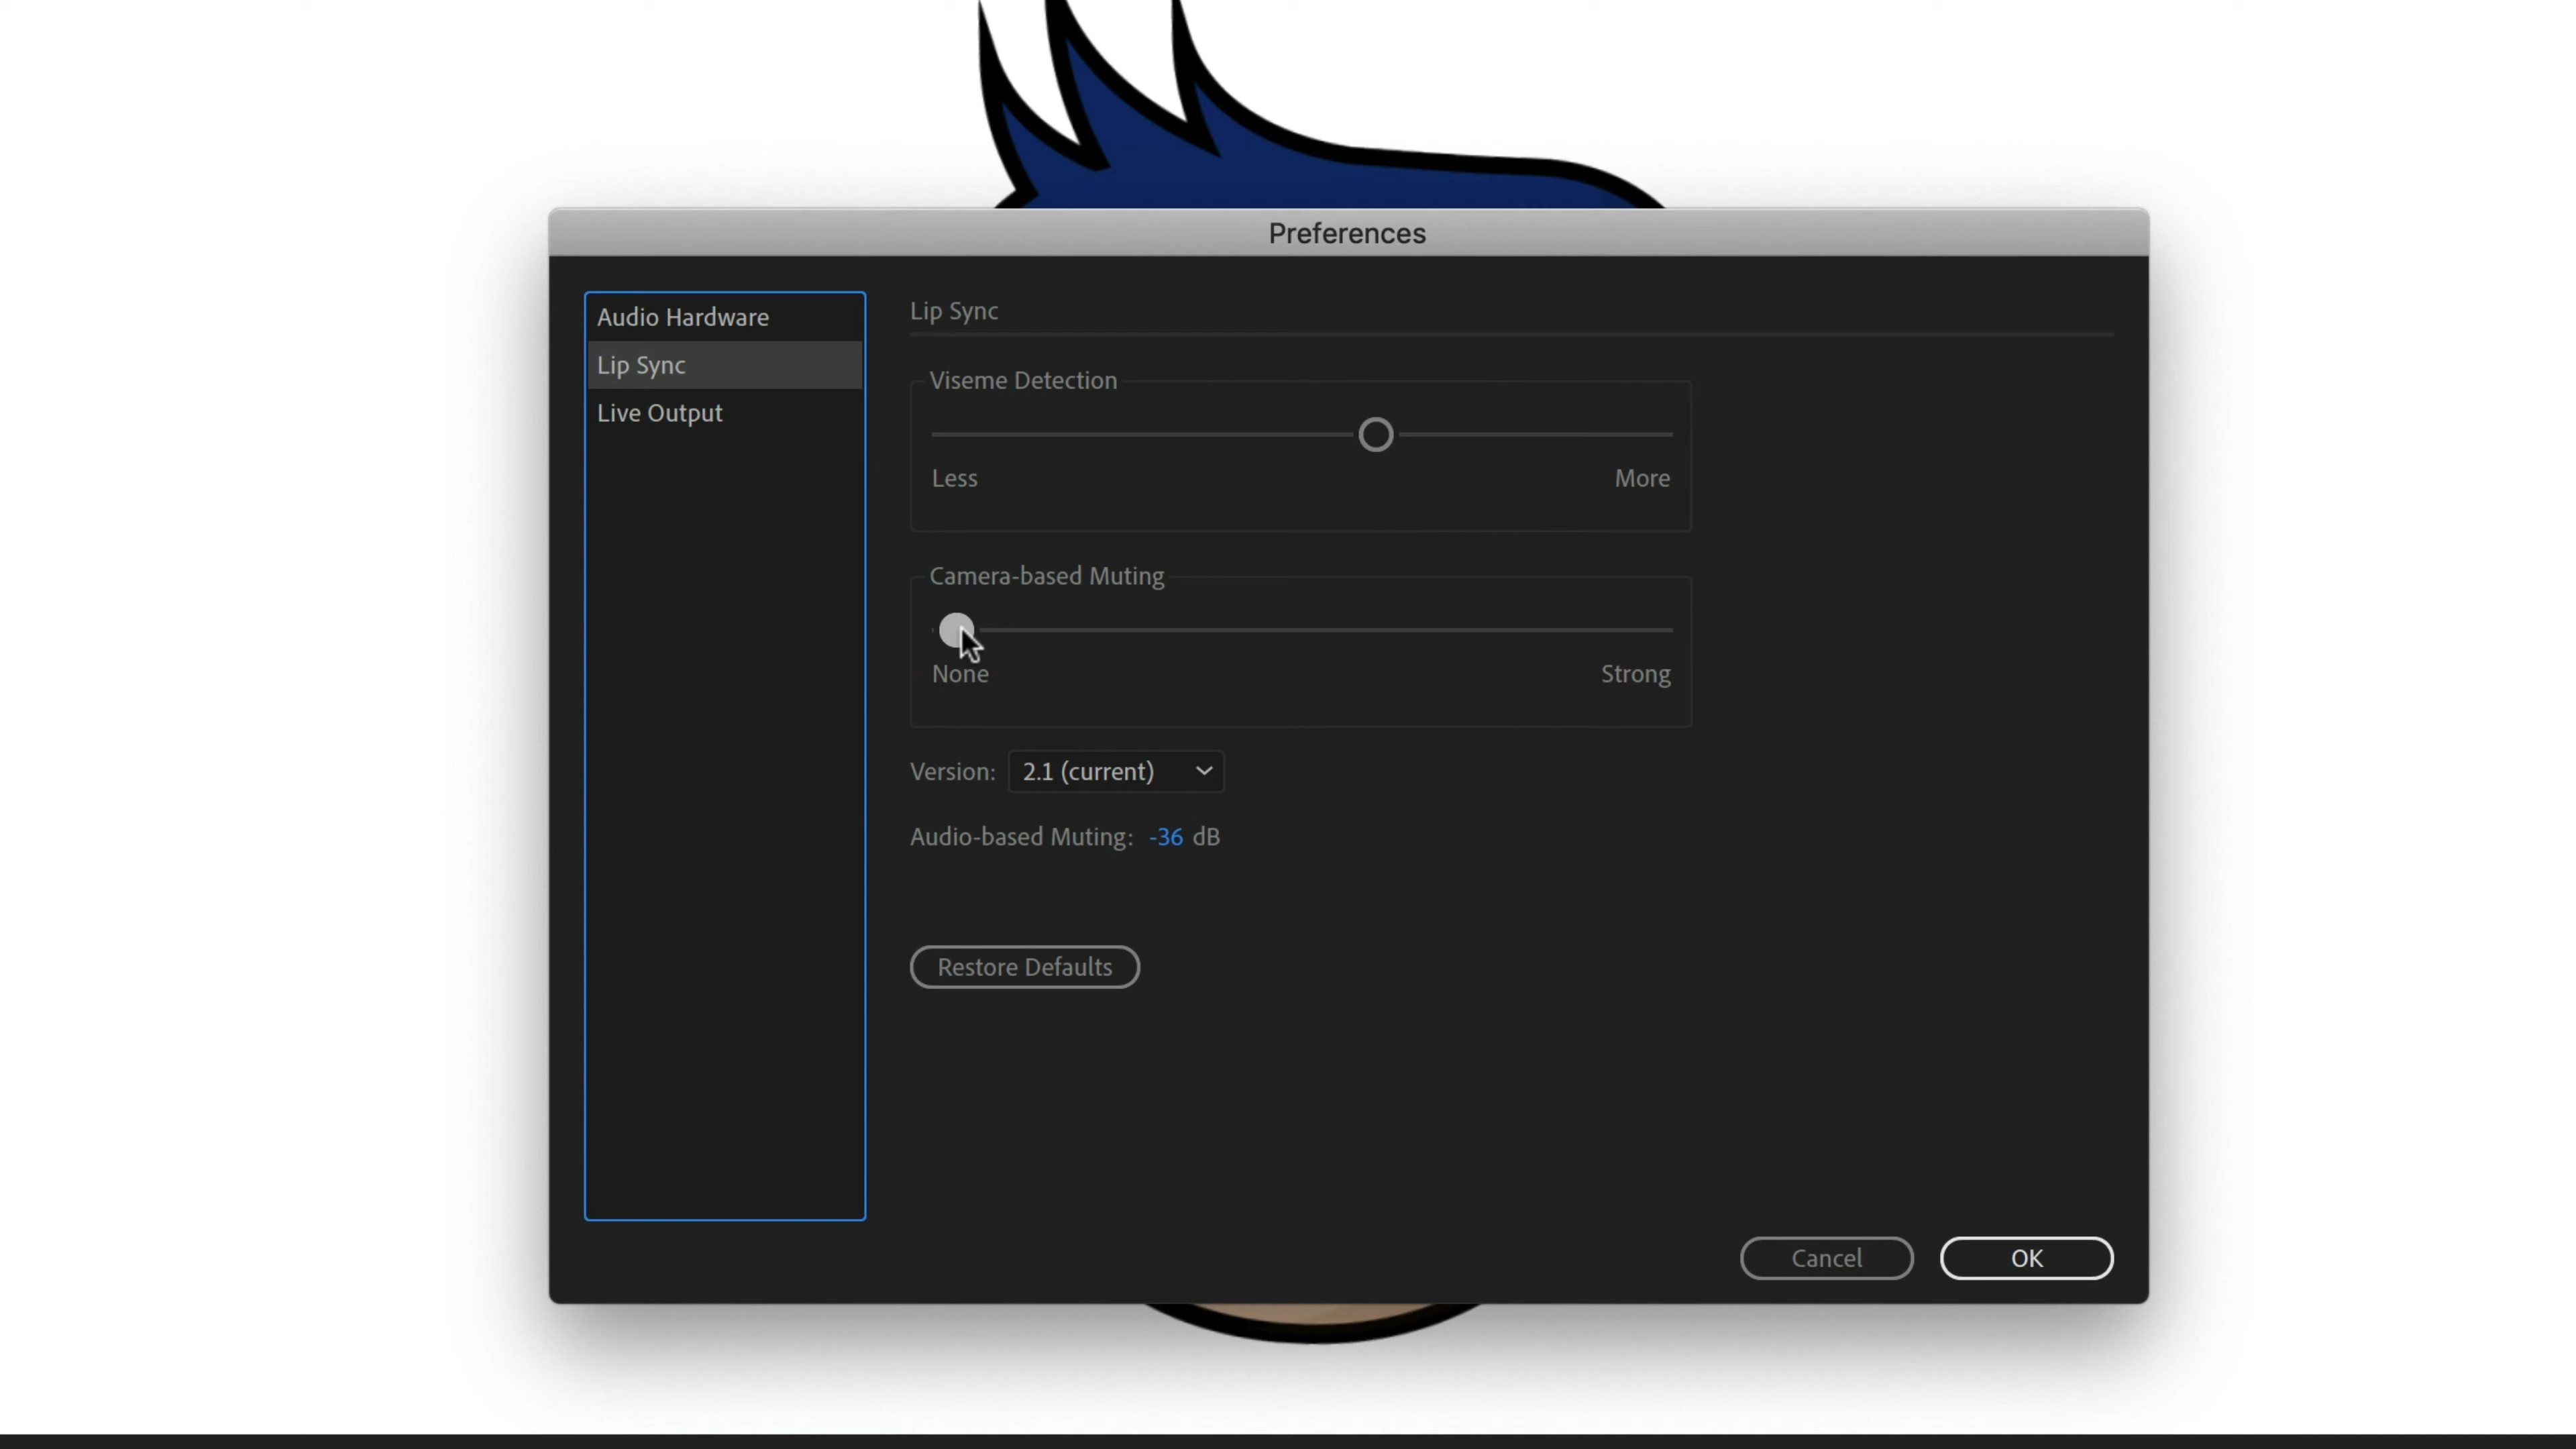 Preferences
Audio Hardware
Lip Sync
Live Output
Lip Sync
Viseme Detection
Less More
Camera-based Muting
None Strong
Version: 2.1 (current)
Audio-based Muting: -36 dB
Restore Defaults
Cancel OK